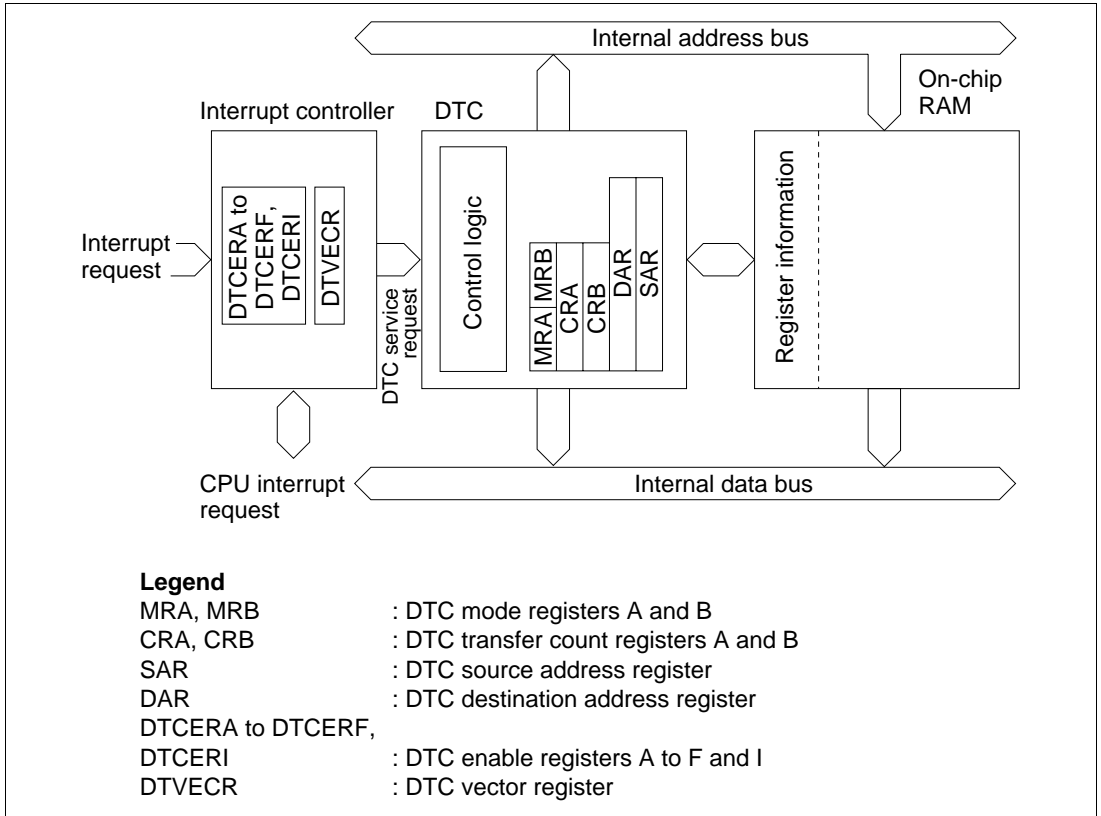 Internal address bus
On-chip
RAM
Interrupt controller
DTC
Interrupt
request
DTCERA to
DTCERF,
DTCERI
DTVECR
DTC service
request
Control logic
MRA MRB
CRA
CRB
DAR
SAR
Register information
CPU interrupt
request
Internal data bus
Legend
MRA, MRB : DTC mode registers A and B
CRA, CRB : DTC transfer count registers A and B
SAR : DTC source address register
DAR : DTC destination address register
DTCERA to DTCERF,
DTCERI : DTC enable registers A to F and I
DTVECR : DTC vector register